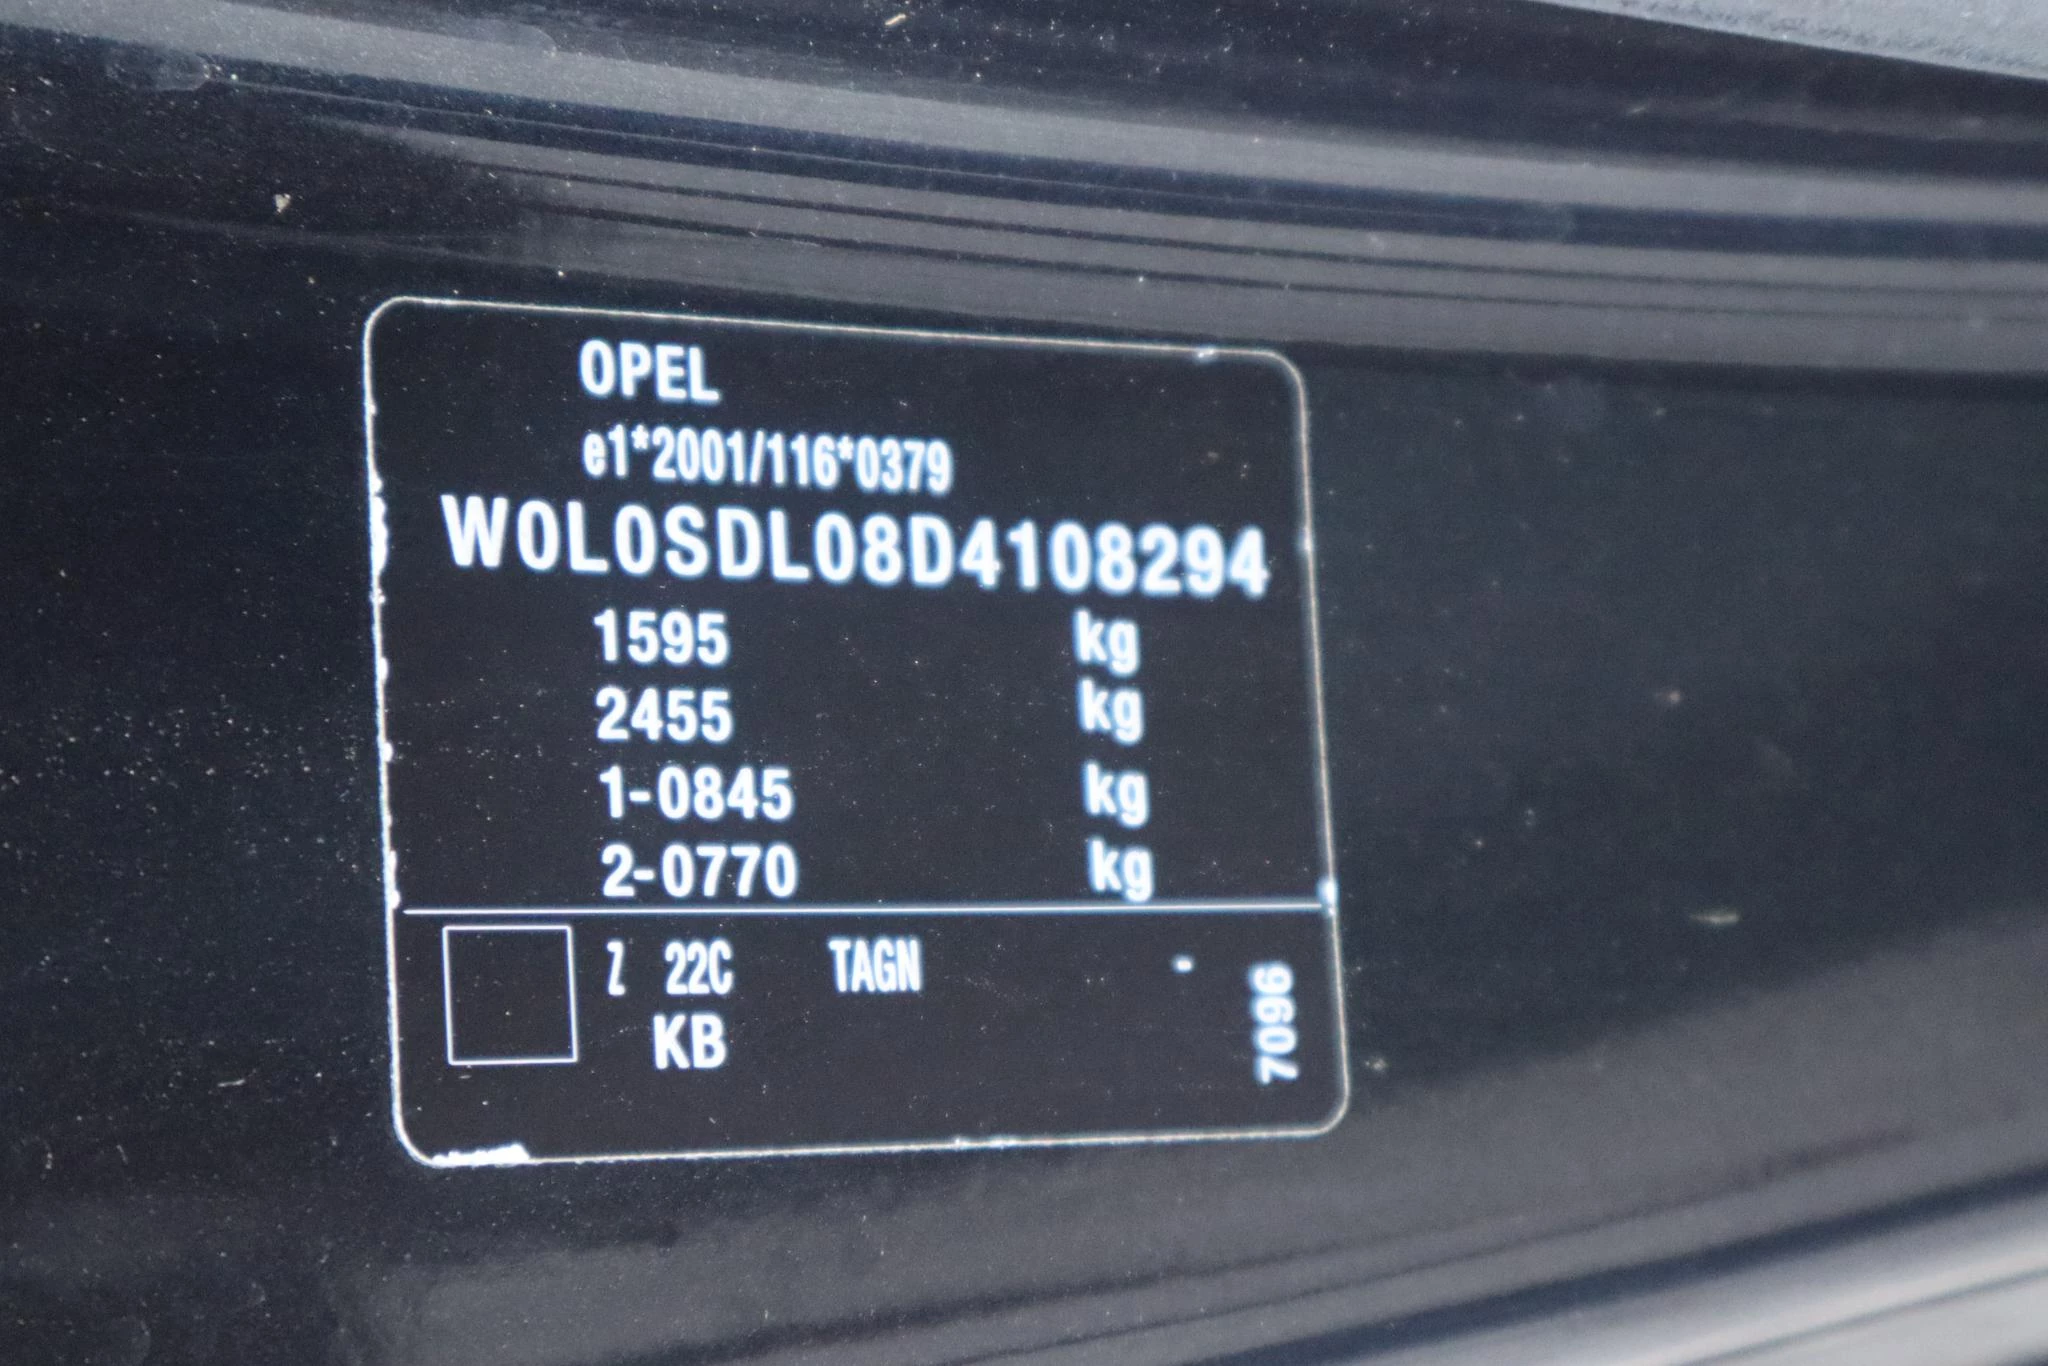 OPEL
e1*2001/116*0379
W0L0SDL08D4108294
1595 kg
2455 kg
1-0845 kg
2-0770 kg
Z 22C TAGN -
KB
7096